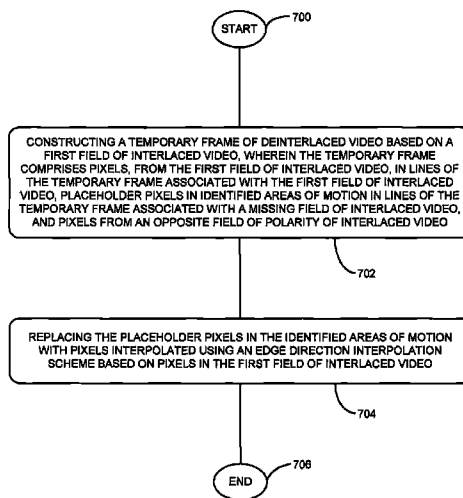 START
700
CONSTRUCTING A TEMPORARY FRAME OF DEINTERLACED VIDEO BASED ON A
FIRST FIELD OF INTERLACED VIDEO, WHEREIN THE TEMPORARY FRAME
COMPRISES PIXELS, FROM THE FIRST FIELD OF INTERLACED VIDEO, IN LINES
OF THE TEMPORARY FRAME ASSOCIATED WITH THE FIRST FIELD OF INTERLACED
VIDEO, PLACEHOLDER PIXELS IN IDENTIFIED AREAS OF MOTION IN LINES OF THE
TEMPORARY FRAME ASSOCIATED WITH A MISSING FIELD OF INTERLACED VIDEO,
AND PIXELS FROM AN OPPOSITE FIELD OF POLARITY OF INTERLACED VIDEO
702
REPLACING THE PLACEHOLDER PIXELS IN THE IDENTIFIED AREAS OF MOTION
WITH PIXELS INTERPOLATED USING AN EDGE DIRECTION INTERPOLATION
SCHEME BASED ON PIXELS IN THE FIRST FIELD OF INTERLACED VIDEO
704
END
706